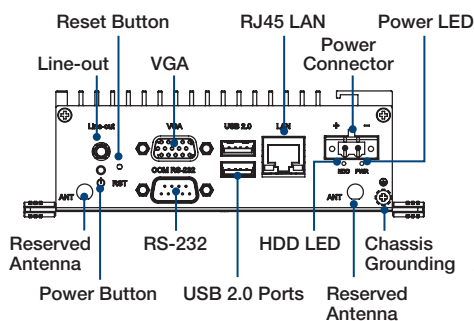 Reset Button
RJ45 LAN
Power LED
Line-out
VGA
Power
Connector
Line-out
VGA
USB 2.0
LAN
+
−
COM RS-232
HDD
PWR
RST
ANT
ANT
Reserved
Antenna
RS-232
HDD LED
Chassis
Grounding
Power Button
USB 2.0 Ports
Reserved
Antenna